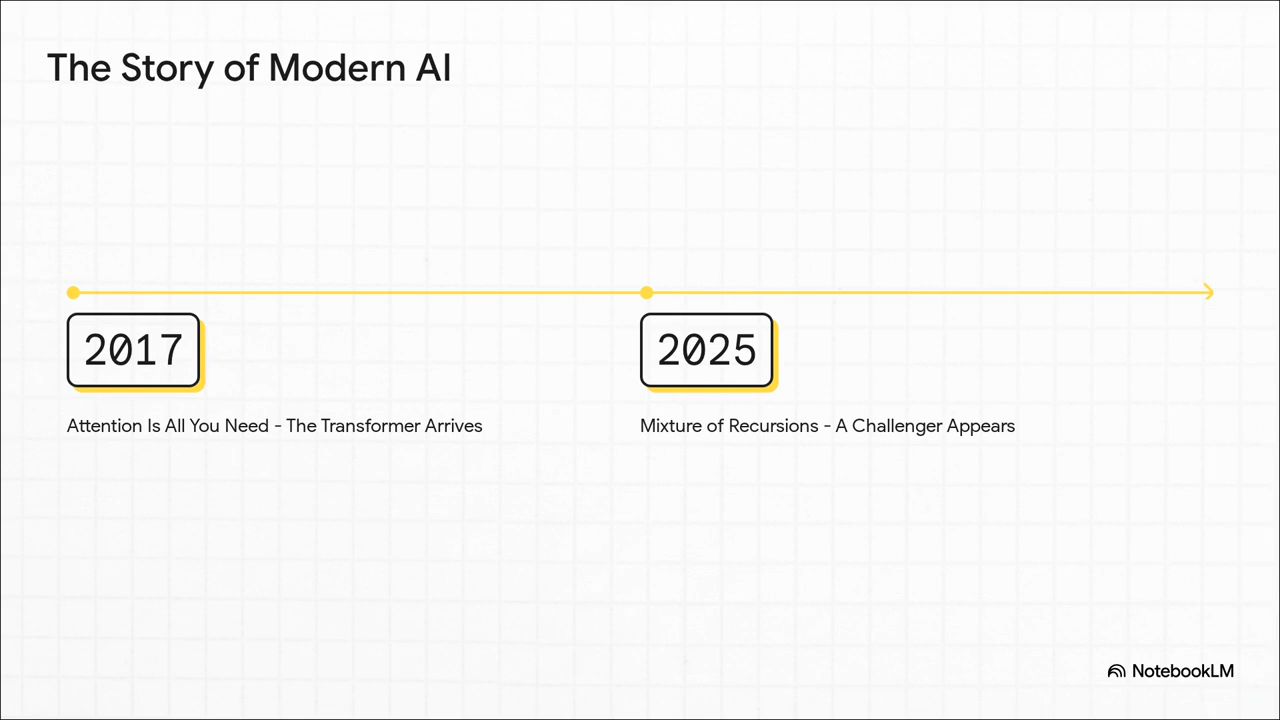 The Story of Modern AI
2017
2025
Attention Is All You Need - The Transformer Arrives
Mixture of Recursions - A Challenger Appears
NotebookLM